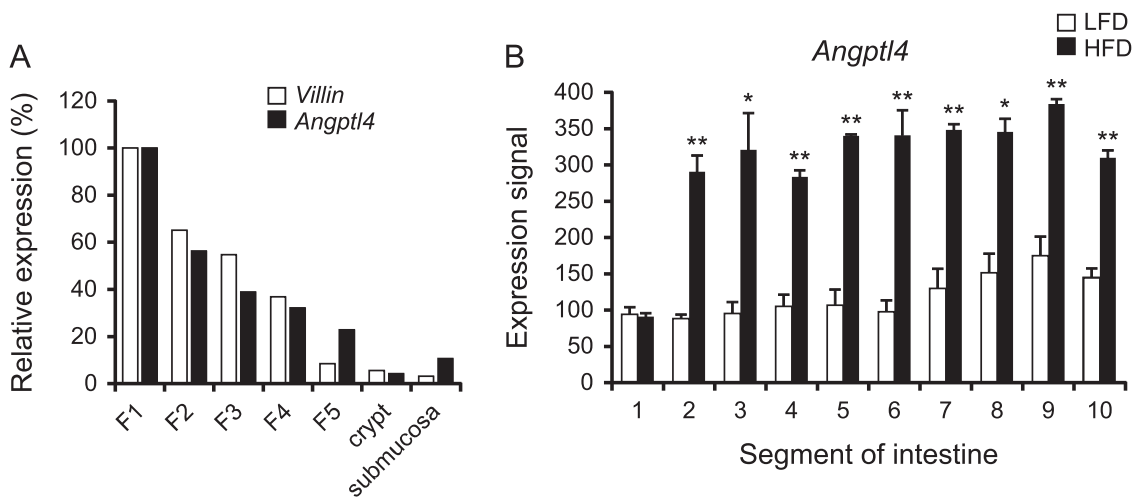 A
Villin
Angptl4
Relative expression (%)
120
100
80
60
40
20
0
F1
F2
F3
F4
F5
crypt
submucosa
B
Angptl4
LFD
HFD
Expression signal
400
350
300
250
200
150
100
50
0
**
*
**
**
**
**
*
**
**
1 2 3 4 5 6 7 8 9 10
Segment of intestine